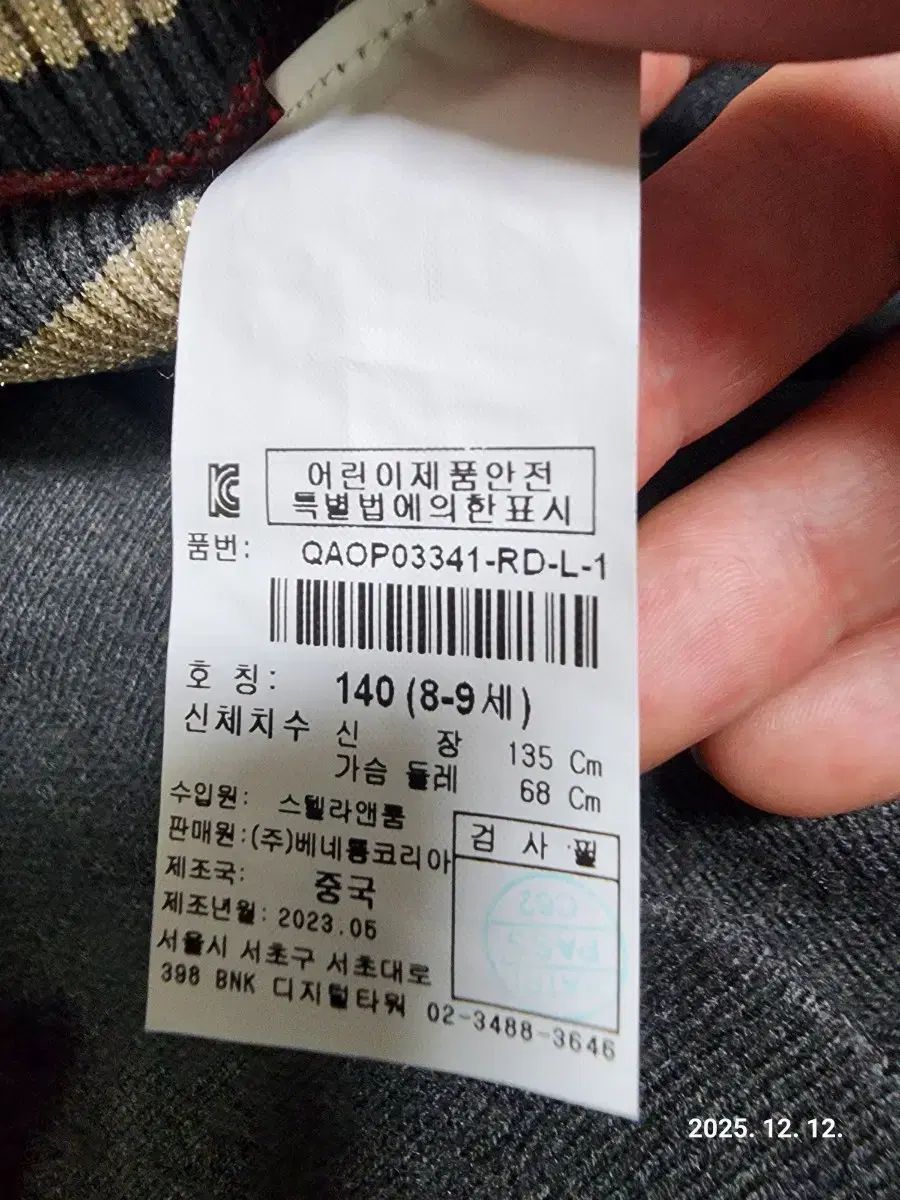 어린이제품안전
특별법에의한표시
품번: QAOP03341-RD-L-1
호 칭: 140 (8-9세)
신체치수 신 장 135 Cm
가슴 둘레 68 Cm
수입원: 스텔라앤룸
판매원:(주)베네통코리아
검 사 필
제조국: 중국
제조년월: 2023.05
서울시 서초구 서초대로
398 BNK 디지털타워 02-3488-3646
PASS
2025. 12. 12.